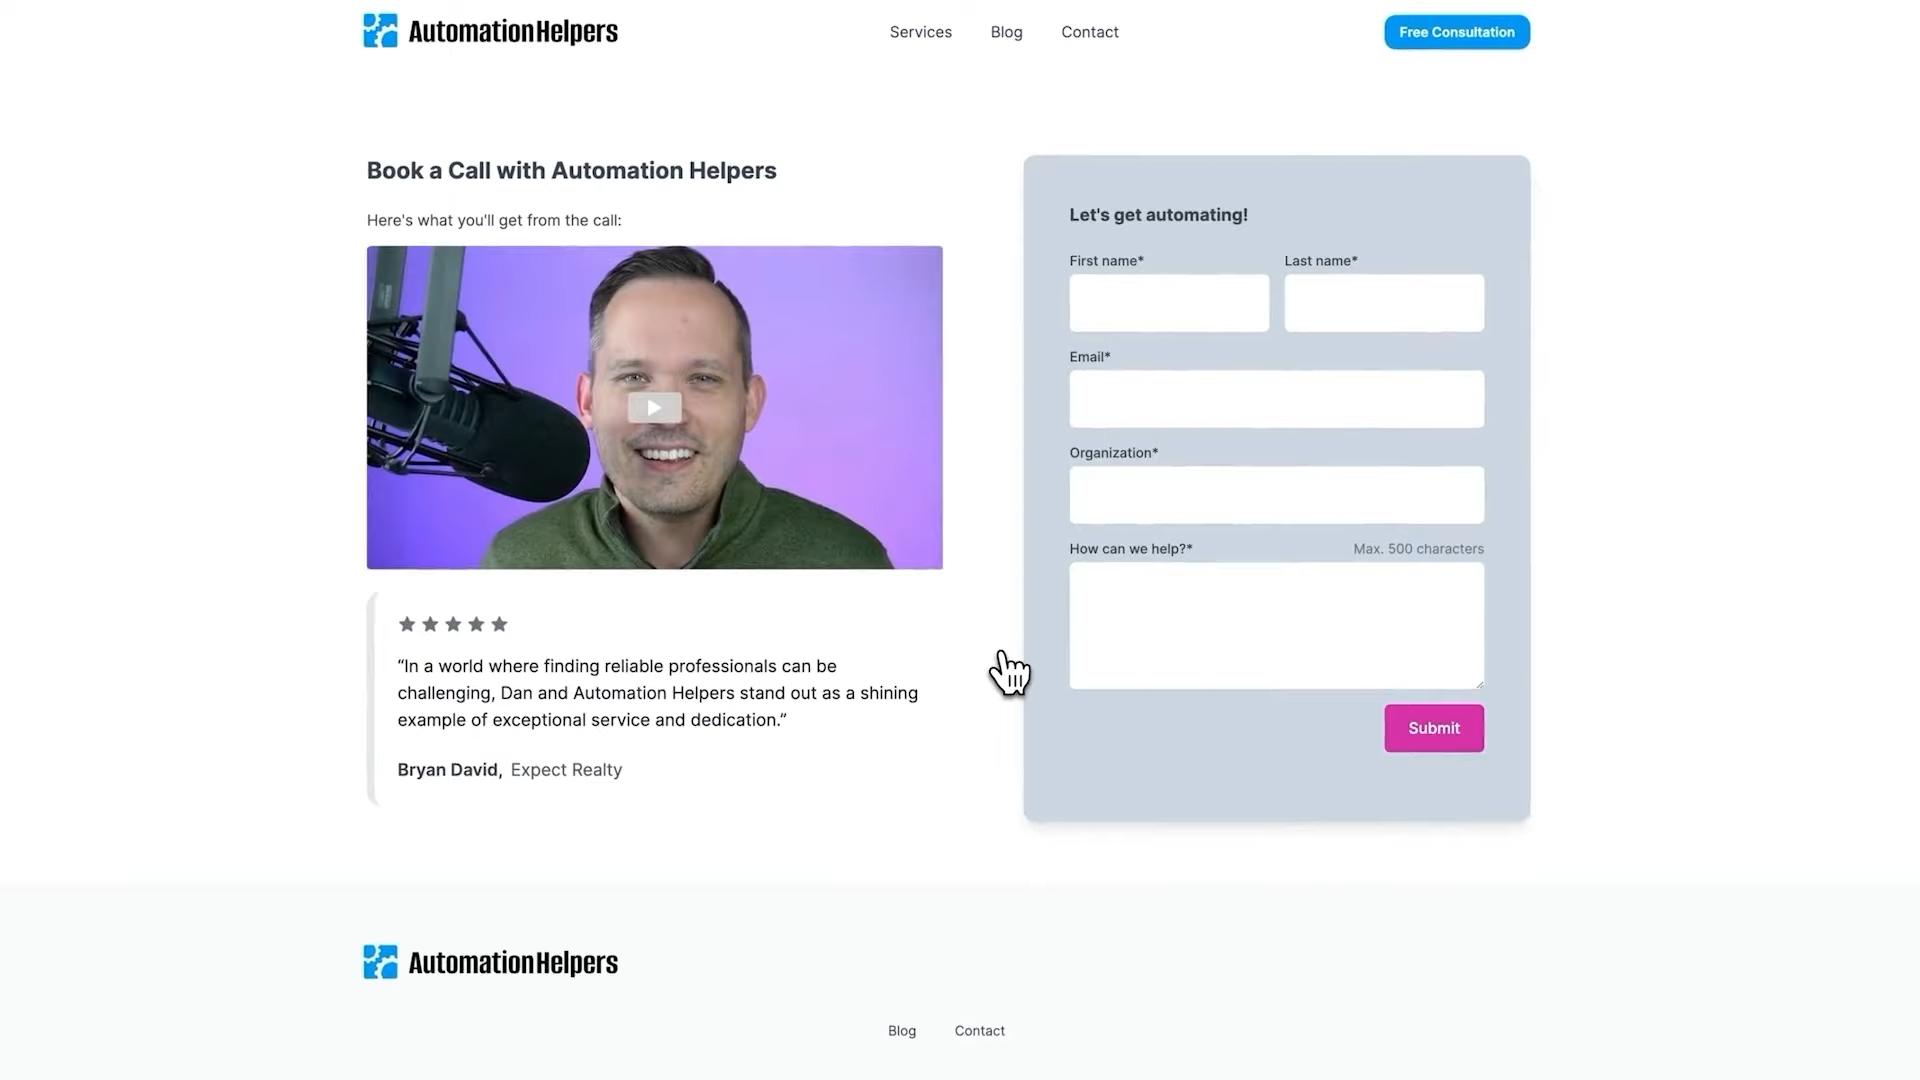 AutomationHelpers
Services
Blog
Contact
Free Consultation
Book a Call with Automation Helpers
Here's what you'll get from the call:
“In a world where finding reliable professionals can be
challenging, Dan and Automation Helpers stand out as a shining
example of exceptional service and dedication.”
Bryan David, Expect Realty
Let's get automating!
First name*
Last name*
Email*
Organization*
How can we help?*
Max. 500 characters
Submit
AutomationHelpers
Blog
Contact